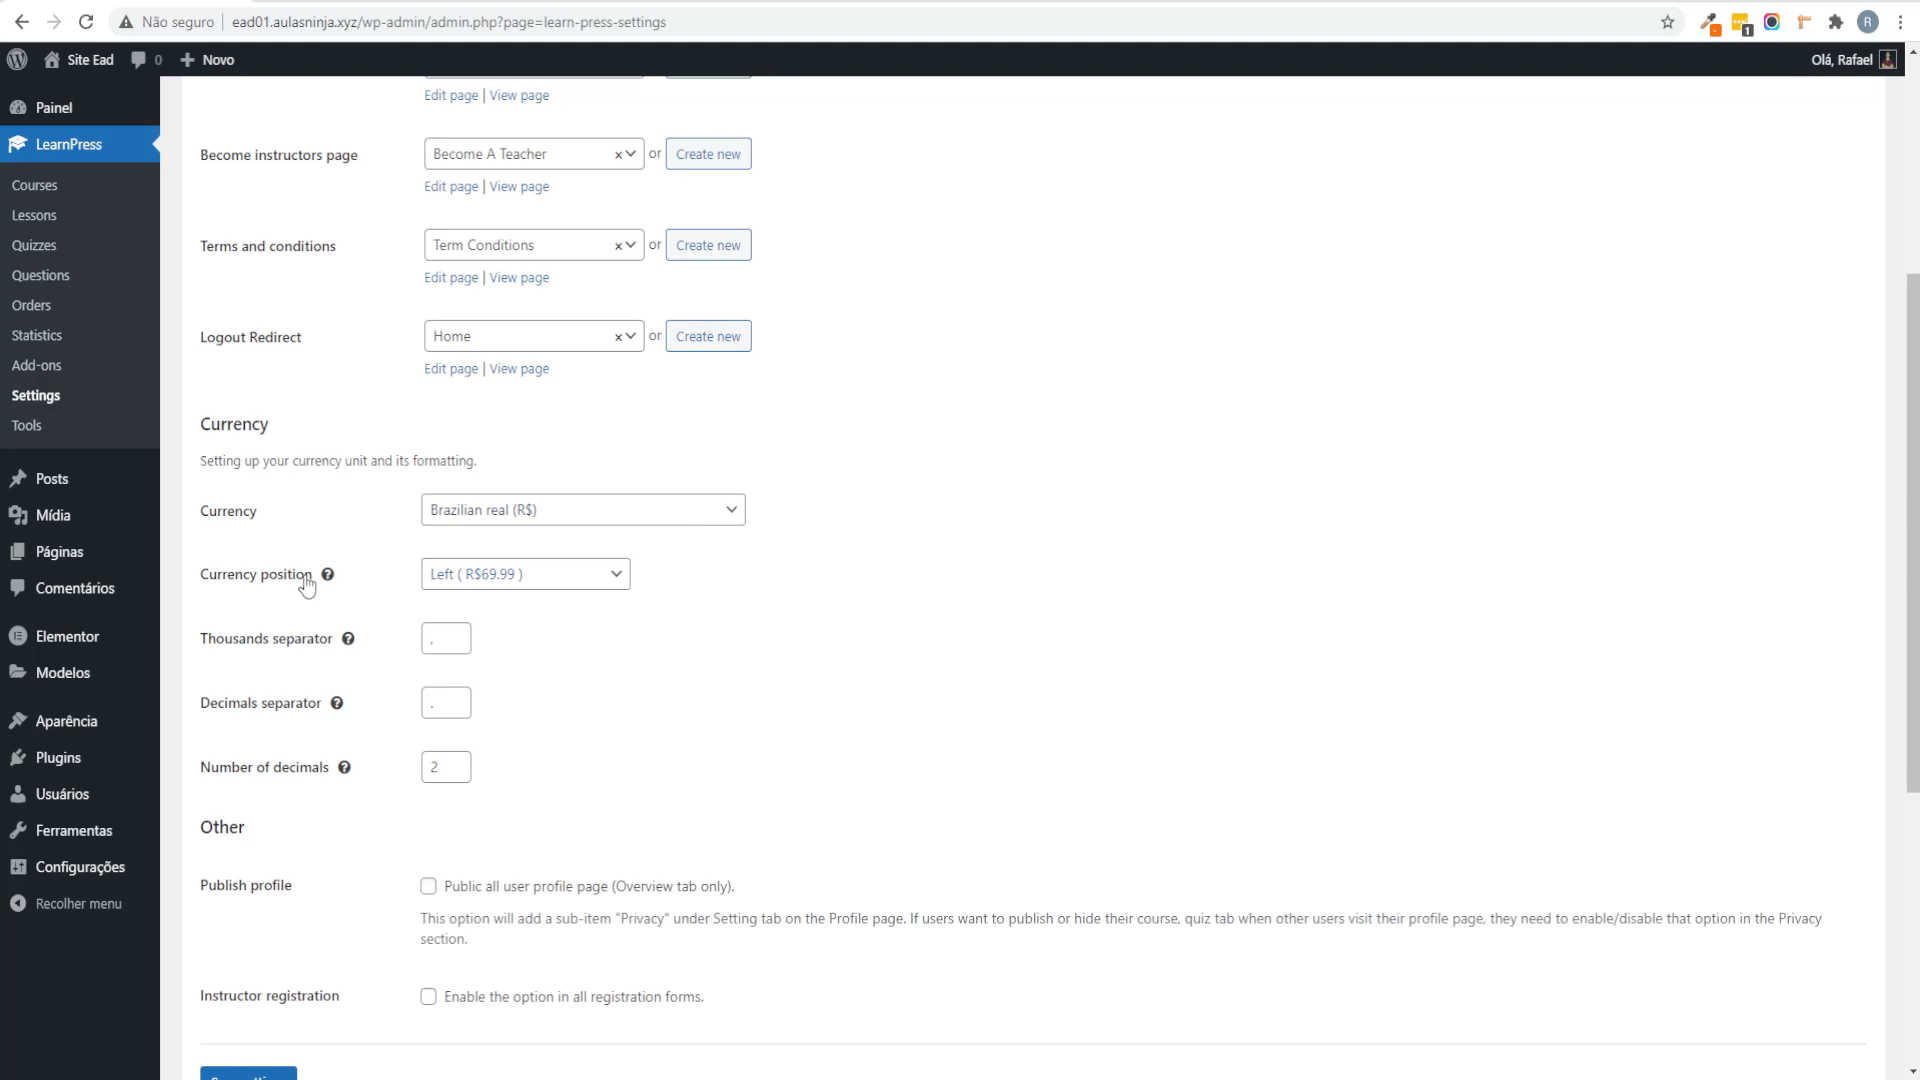 Não seguro | ead01.aulasninja.xyz/wp-admin/admin.php?page=learn-press-settings
1
R
Site Ead 0 + Novo
Olá, Rafael
Painel
LearnPress
Courses
Lessons
Quizzes
Questions
Orders
Statistics
Add-ons
Settings
Tools
Posts
Mídia
Páginas
Comentários
Elementor
Modelos
Aparência
Plugins
Usuários
Ferramentas
Configurações
Recolher menu
Edit page | View page
Become instructors page Become A Teacher × or Create new
Edit page | View page
Terms and conditions Term Conditions × or Create new
Edit page | View page
Logout Redirect Home × or Create new
Edit page | View page
Currency
Setting up your currency unit and its formatting.
Currency Brazilian real (R$)
Currency position ? Left ( R$69.99 )
Thousands separator ? ,
Decimals separator ? .
Number of decimals ? 2
Other
Publish profile Public all user profile page (Overview tab only).
This option will add a sub-item "Privacy" under Setting tab on the Profile page. If users want to publish or hide their course, quiz tab when other users visit their profile page, they need to enable/disable that option in the Privacy
section.
Instructor registration Enable the option in all registration forms.